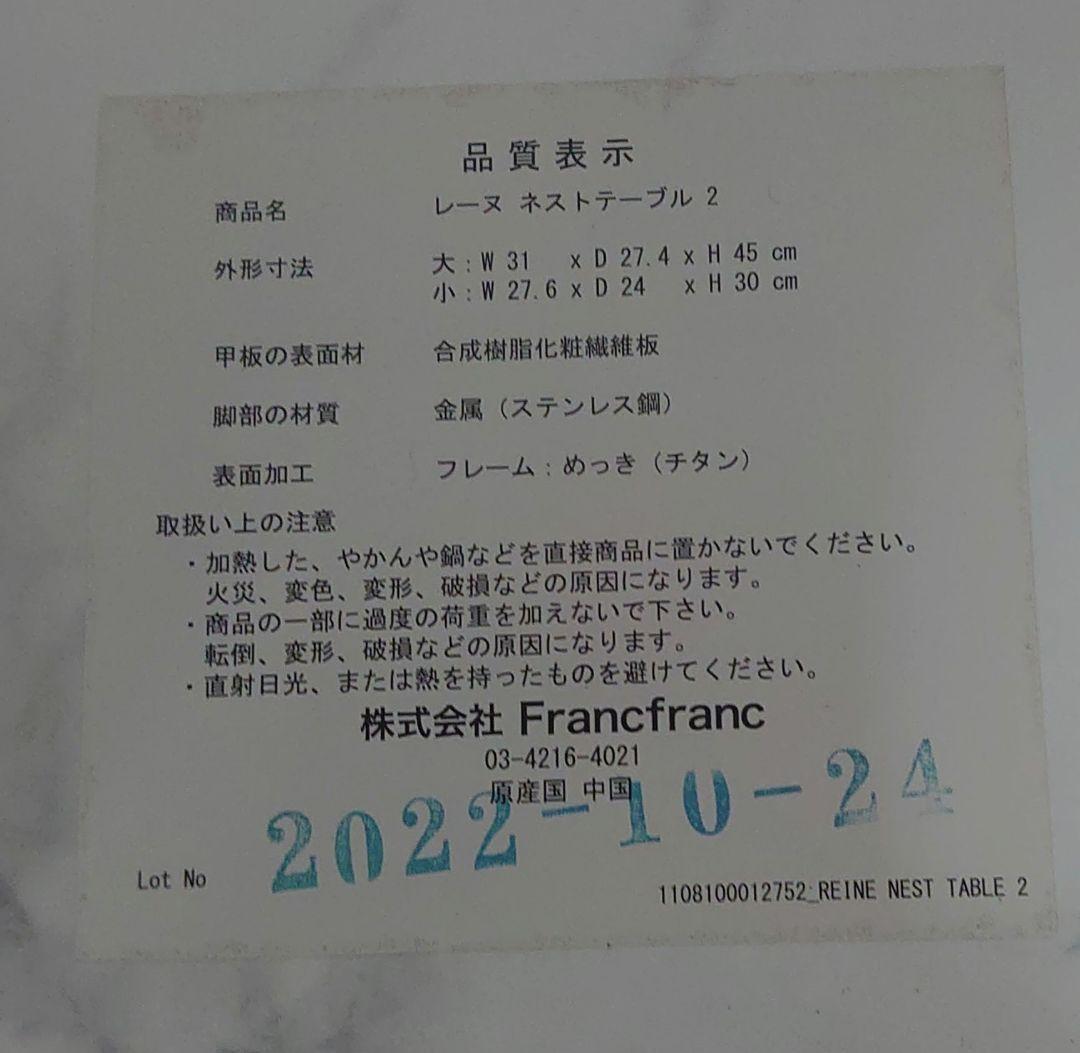 品質表示
商品名 レーヌ ネストテーブル 2
外形寸法 大:W 31 x D 27.4 x H 45 cm
小:W 27.6 x D 24 x H 30 cm
甲板の表面材 合成樹脂化粧繊維板
脚部の材質 金属(ステンレス鋼)
表面加工 フレーム:めっき(チタン)
取扱い上の注意
・加熱した、やかんや鍋などを直接商品に置かないでください。
火災、変色、変形、破損などの原因になります。
・商品の一部に過度の荷重を加えないで下さい。
転倒、変形、破損などの原因になります。
・直射日光、または熱を持ったものを避けてください。
株式会社 Francfranc
03-4216-4021
原産国 中国
Lot No 2022-10-24
1108100012752_REINE NEST TABLE 2